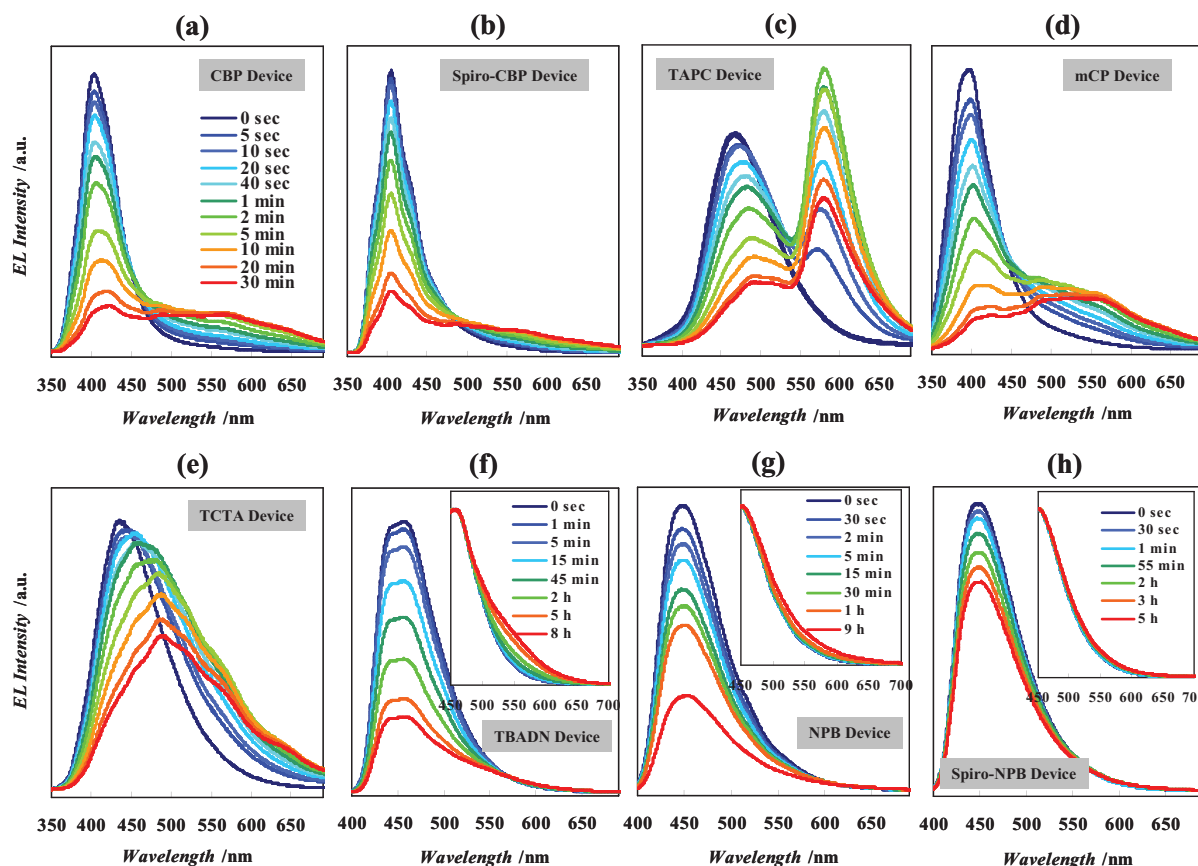 (a)
(b)
(c)
(d)
CBP Device
Spiro-CBP Device
TAPC Device
mCP Device
0 sec
5 sec
10 sec
20 sec
40 sec
1 min
2 min
5 min
10 min
20 min
30 min
EL Intensity /a.u.
350 400 450 500 550 600 650
350 400 450 500 550 600 650
350 400 450 500 550 600 650
350 400 450 500 550 600 650
Wavelength /nm
Wavelength /nm
Wavelength /nm
Wavelength /nm
(e)
(f)
(g)
(h)
TCTA Device
EL Intensity /a.u.
350 400 450 500 550 600 650
Wavelength /nm
0 sec
1 min
5 min
15 min
45 min
2 h
5 h
8 h
450 500 550 600 650 700
TBADN Device
400 450 500 550 600 650
Wavelength /nm
0 sec
30 sec
2 min
5 min
15 min
30 min
1 h
9 h
450 500 550 600 650 700
NPB Device
400 450 500 550 600 650
Wavelength /nm
0 sec
30 sec
1 min
55 min
2 h
3 h
5 h
450 500 550 600 650 70
Spiro-NPB Device
400 450 500 550 600 650
Wavelength /nm